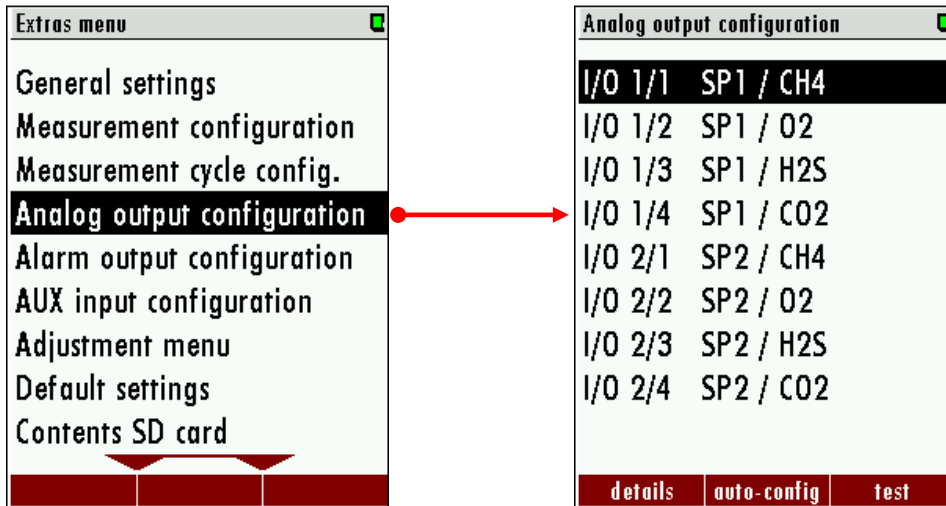 Extras menu
General settings
Measurement configuration
Measurement cycle config.
Analog output configuration
Alarm output configuration
AUX input configuration
Adjustment menu
Default settings
Contents SD card
Analog output configuration
I/O 1/1 SP1 / CH4
I/O 1/2 SP1 / O2
I/O 1/3 SP1 / H2S
I/O 1/4 SP1 / CO2
I/O 2/1 SP2 / CH4
I/O 2/2 SP2 / O2
I/O 2/3 SP2 / H2S
I/O 2/4 SP2 / CO2
details auto-config test